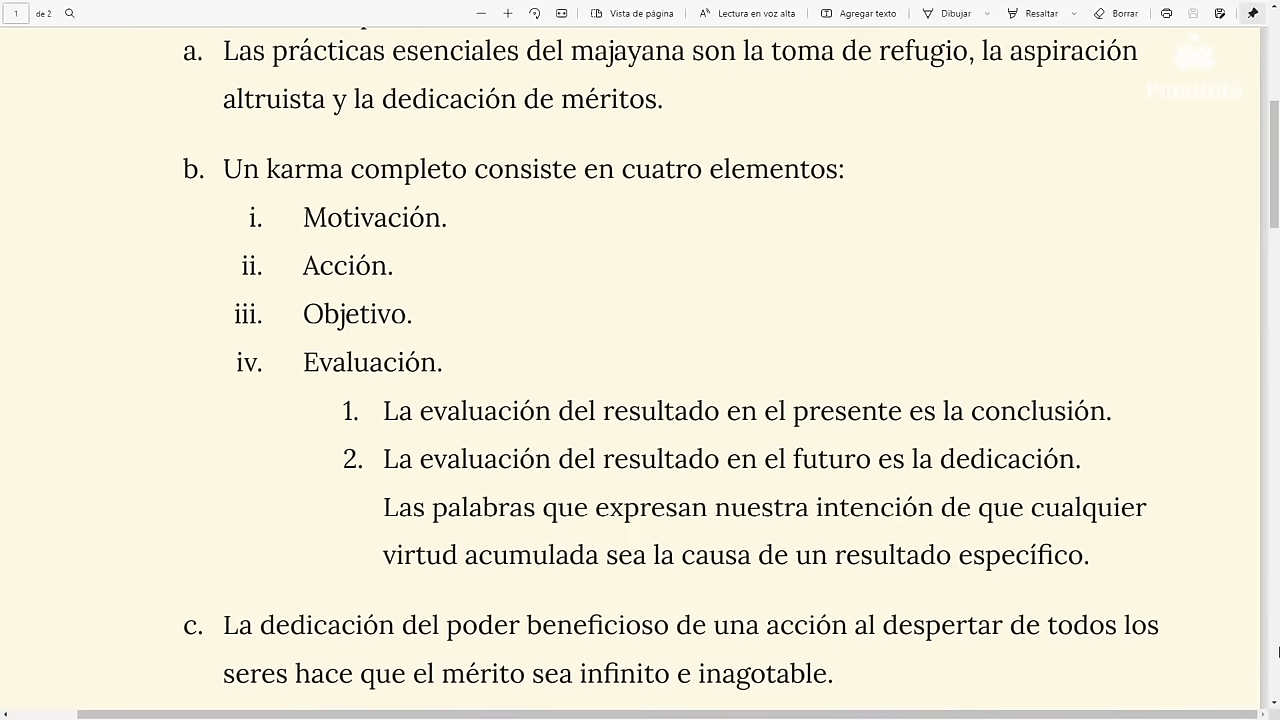 1 de 2 Vista de página Lectura en voz alta Agregar texto Dibujar Resaltar Borrar
a. Las prácticas esenciales del majayana son la toma de refugio, la aspiración
altruista y la dedicación de méritos.
b. Un karma completo consiste en cuatro elementos:
i. Motivación.
ii. Acción.
iii. Objetivo.
iv. Evaluación.
1. La evaluación del resultado en el presente es la conclusión.
2. La evaluación del resultado en el futuro es la dedicación.
Las palabras que expresan nuestra intención de que cualquier
virtud acumulada sea la causa de un resultado específico.
c. La dedicación del poder beneficioso de una acción al despertar de todos los
seres hace que el mérito sea infinito e inagotable.